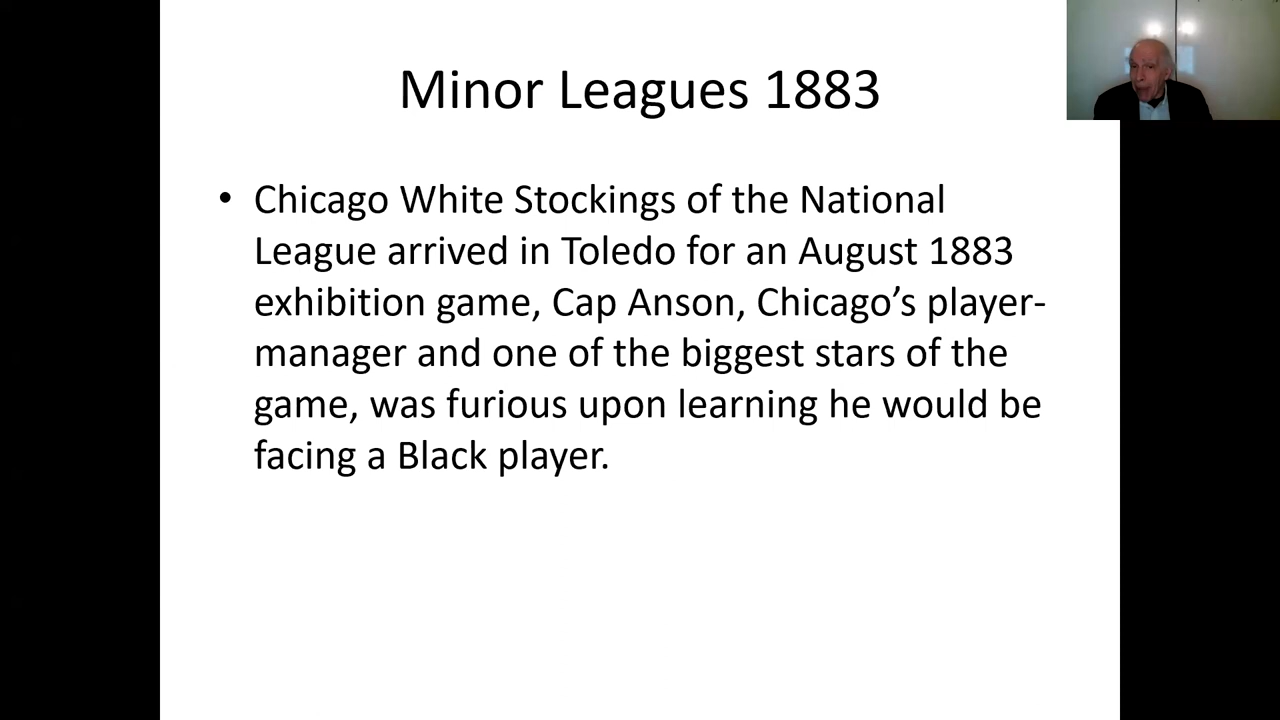 Minor Leagues 1883
• Chicago White Stockings of the National
League arrived in Toledo for an August 1883
exhibition game, Cap Anson, Chicago’s player-
manager and one of the biggest stars of the
game, was furious upon learning he would be
facing a Black player.